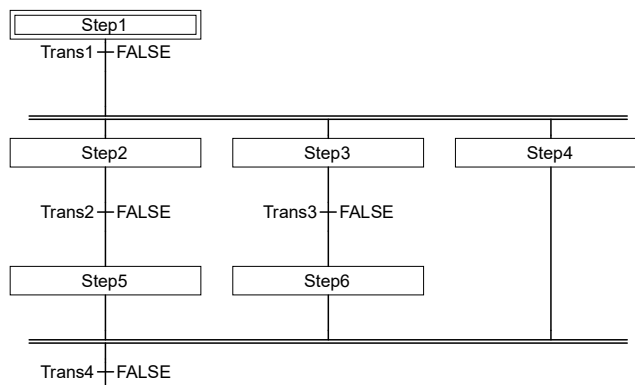 Step1
Trans1 FALSE
Step2 Step3 Step4
Trans2 FALSE Trans3 FALSE
Step5 Step6
Trans4 FALSE